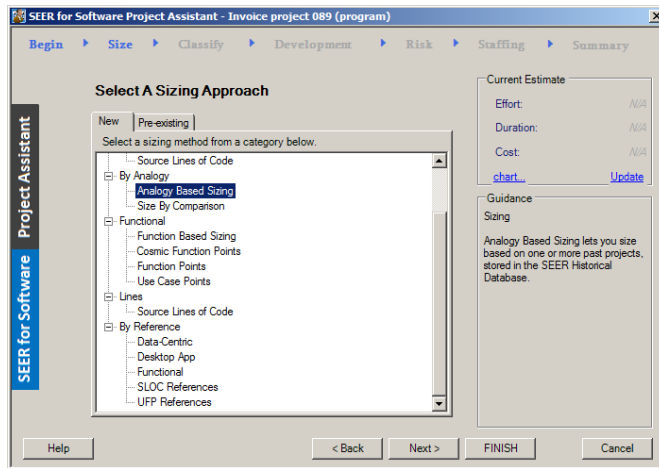 SEER for Software Project Assistant - Invoice project 089 (program)
Begin Size Classify Development Risk Staffing Summary
Select A Sizing Approach
New Pre-existing
Select a sizing method from a category below.
Source Lines of Code
By Analogy
Analogy Based Sizing
Size By Comparison
Functional
Function Based Sizing
Cosmic Function Points
Function Points
Use Case Points
Lines
Source Lines of Code
By Reference
Data-Centric
Desktop App
Functional
SLOC References
UFP References
Current Estimate
Effort: N/A
Duration: N/A
Cost: N/A
chart... Update
Guidance
Sizing
Analogy Based Sizing lets you size
based on one or more past projects,
stored in the SEER Historical
Database.
SEER for Software Project Assistant
Help < Back Next > FINISH Cancel